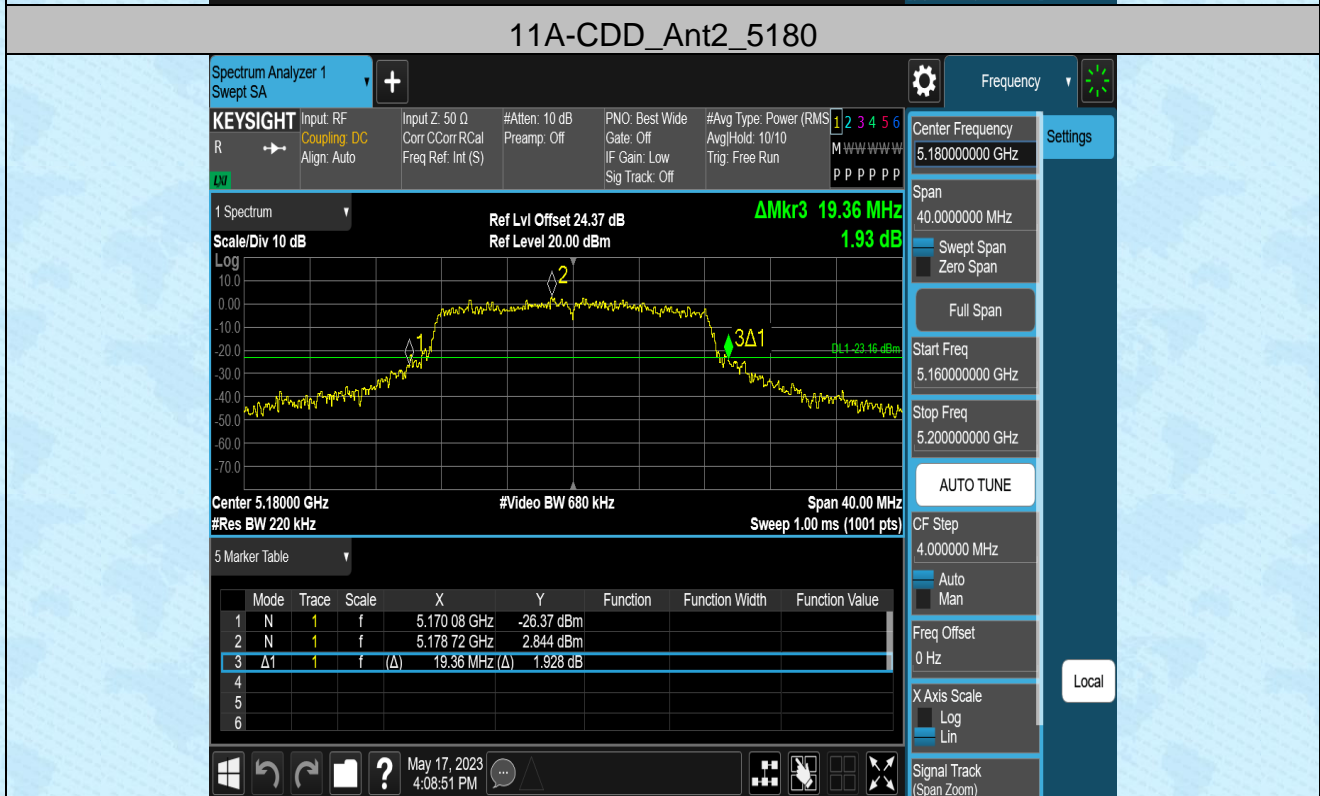 11A-CDD_Ant2_5180
Spectrum Analyzer 1
Swept SA
+
Frequency
KEYSIGHT
R
LXI
Input: RF
Coupling: DC
Align: Auto
Input Z: 50 Ω
Corr CCorr RCal
Freq Ref: Int (S)
#Atten: 10 dB
Preamp: Off
PNO: Best Wide
Gate: Off
IF Gain: Low
Sig Track: Off
#Avg Type: Power (RMS
Avg|Hold: 10/10
Trig: Free Run
1 2 3 4 5 6
M W W W W W
P P P P P P
1 Spectrum
Scale/Div 10 dB
Ref Lvl Offset 24.37 dB
Ref Level 20.00 dBm
ΔMkr3 19.36 MHz
1.93 dB
Log
10.0
0.00
-10.0
-20.0
-30.0
-40.0
-50.0
-60.0
-70.0
1
2
3Δ1
DL1 -23.16 dBm
Center 5.18000 GHz
#Video BW 680 kHz
Span 40.00 MHz
#Res BW 220 kHz
Sweep 1.00 ms (1001 pts)
5 Marker Table
Mode Trace Scale X Y Function Function Width Function Value
1 N 1 f 5.170 08 GHz -26.37 dBm
2 N 1 f 5.178 72 GHz 2.844 dBm
3 Δ1 1 f (Δ) 19.36 MHz (Δ) 1.928 dB
4
5
6
?
May 17, 2023
4:08:51 PM
Center Frequency
5.180000000 GHz
Settings
Span
40.0000000 MHz
Swept Span
Zero Span
Full Span
Start Freq
5.160000000 GHz
Stop Freq
5.200000000 GHz
AUTO TUNE
CF Step
4.000000 MHz
Auto
Man
Freq Offset
0 Hz
X Axis Scale
Log
Lin
Local
Signal Track
(Span Zoom)